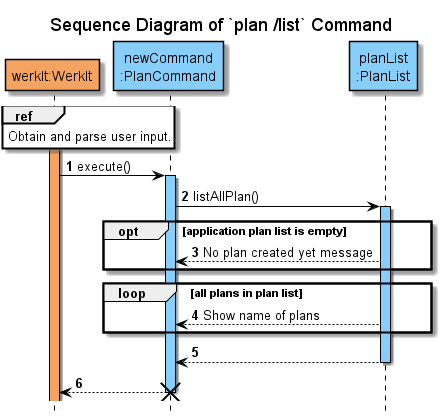 Sequence Diagram of `plan /list` Command
werkIt:WerkIt
newCommand
:PlanCommand
planList
:PlanList
ref
Obtain and parse user input.
1 execute()
2 listAllPlan()
opt [application plan list is empty]
3 No plan created yet message
loop [all plans in plan list]
4 Show name of plans
5
6